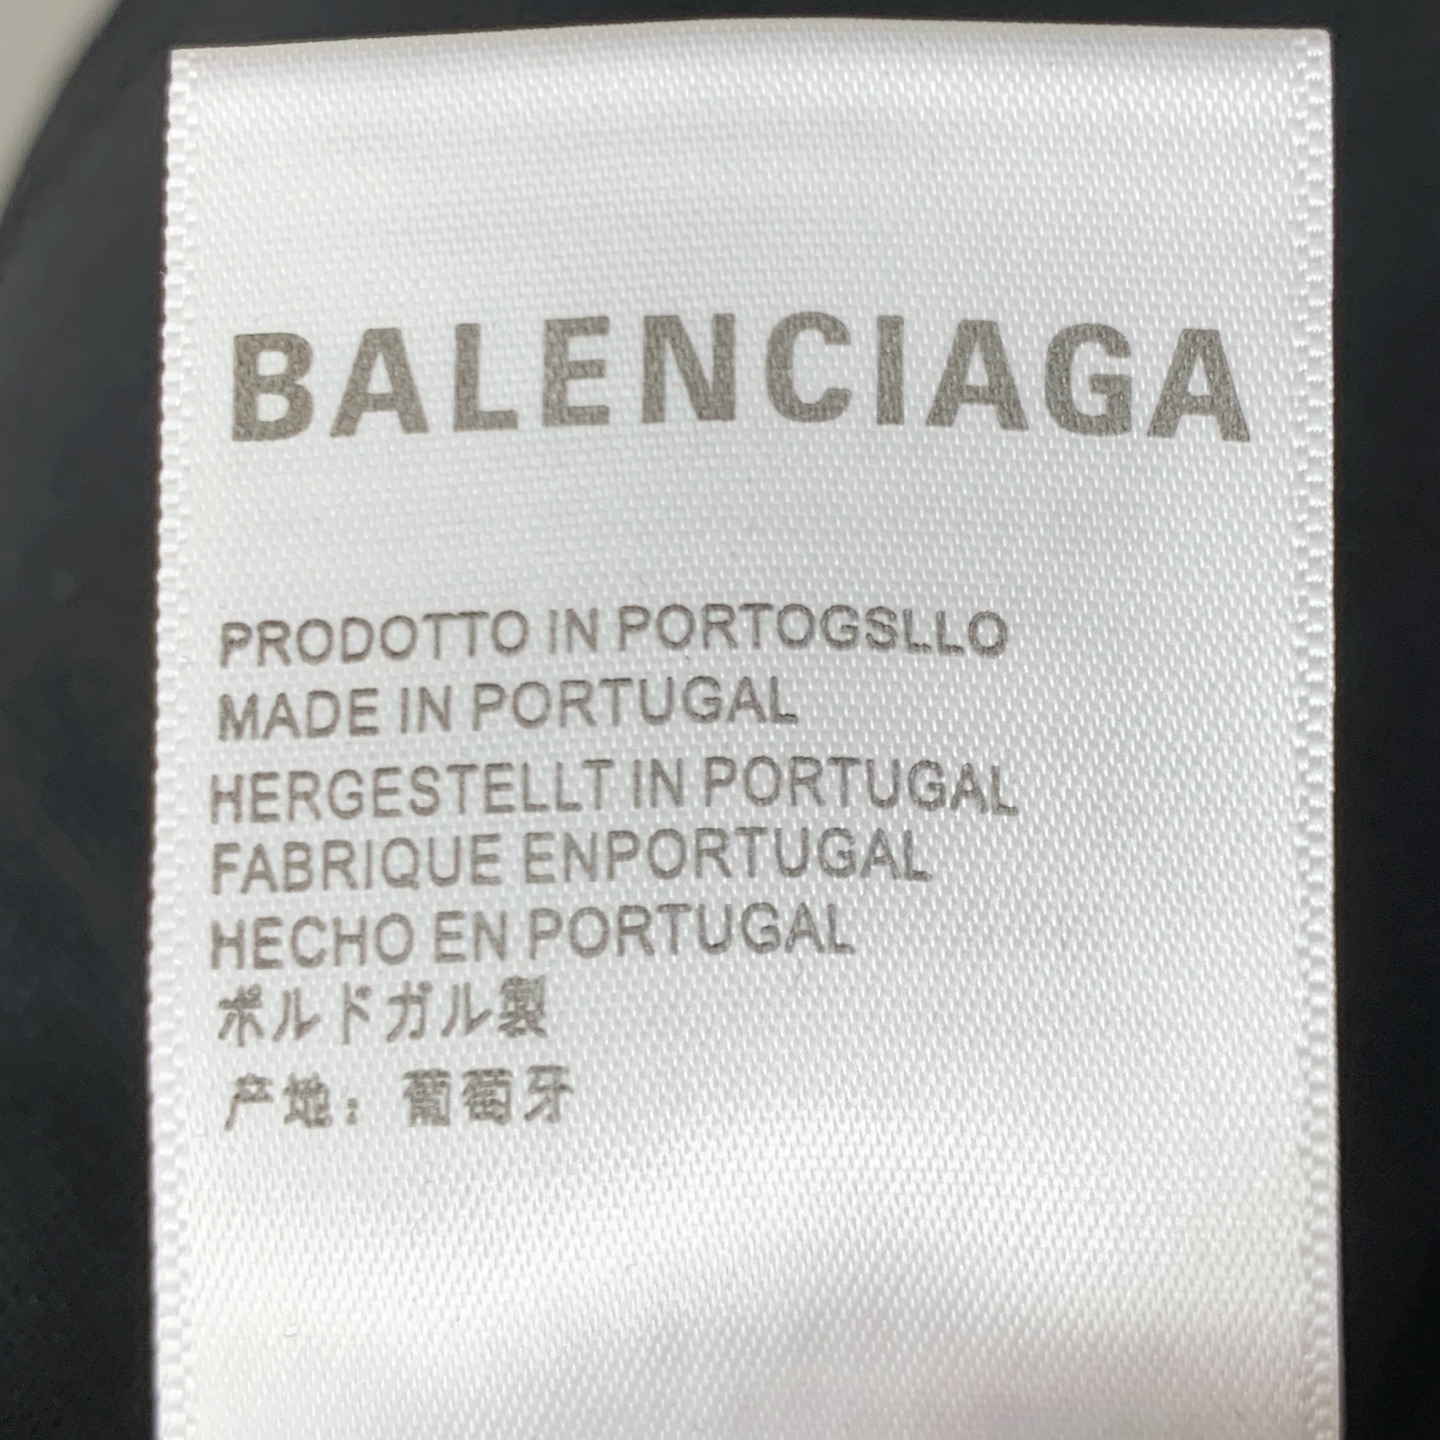 BALENCIAGA
PRODOTTO IN PORTOGSLLO
MADE IN PORTUGAL
HERGESTELLT IN PORTUGAL
FABRIQUE ENPORTUGAL
HECHO EN PORTUGAL
ポルドガル製
产地：葡萄牙